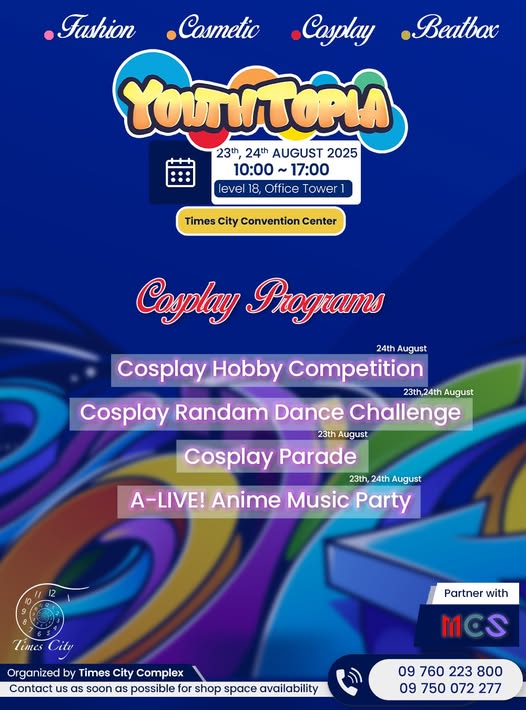 Fashion Cosmetic Cosplay Beatbox
YOUTHTOPIA
23th, 24th AUGUST 2025
10:00 ~ 17:00
level 18, Office Tower 1
Times City Convention Center
Cosplay Programs
24th August
Cosplay Hobby Competition
23th,24th August
Cosplay Randam Dance Challenge
23th August
Cosplay Parade
23th, 24th August
A-LIVE! Anime Music Party
Partner with
MCS
Times City
Organized by Times City Complex
Contact us as soon as possible for shop space availability
09 760 223 800
09 750 072 277